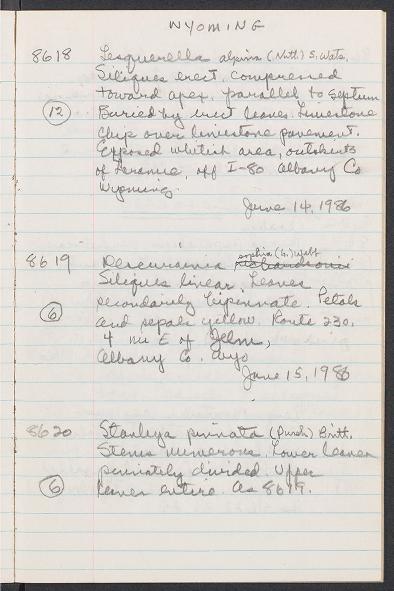 WYOMING
8618 Lesquerella alpina (Nutt.) S. Wats.
Siliques erect, compressed
toward apex, parallel to septum.
(12) Buried by erect leaves. Limestone
chip over limestone pavement.
Exposed whitish area, outskirts
of Laramie, off I-80 Albany Co
Wyoming.
June 14, 1986
sophia (L.) Webb
8619 Descurainia
Siliques linear. Leaves
secondarily bipinnate. Petals
(6) and sepals yellow. Route 230,
4 mi E of Jelm,
Albany Co. Wyo
June 15, 1986
8620 Stanleya pinnata (Pursh) Britt.
Stems numerous. Lower leaves
pinnately divided. Upper
(6) leaves entire. As 8619.